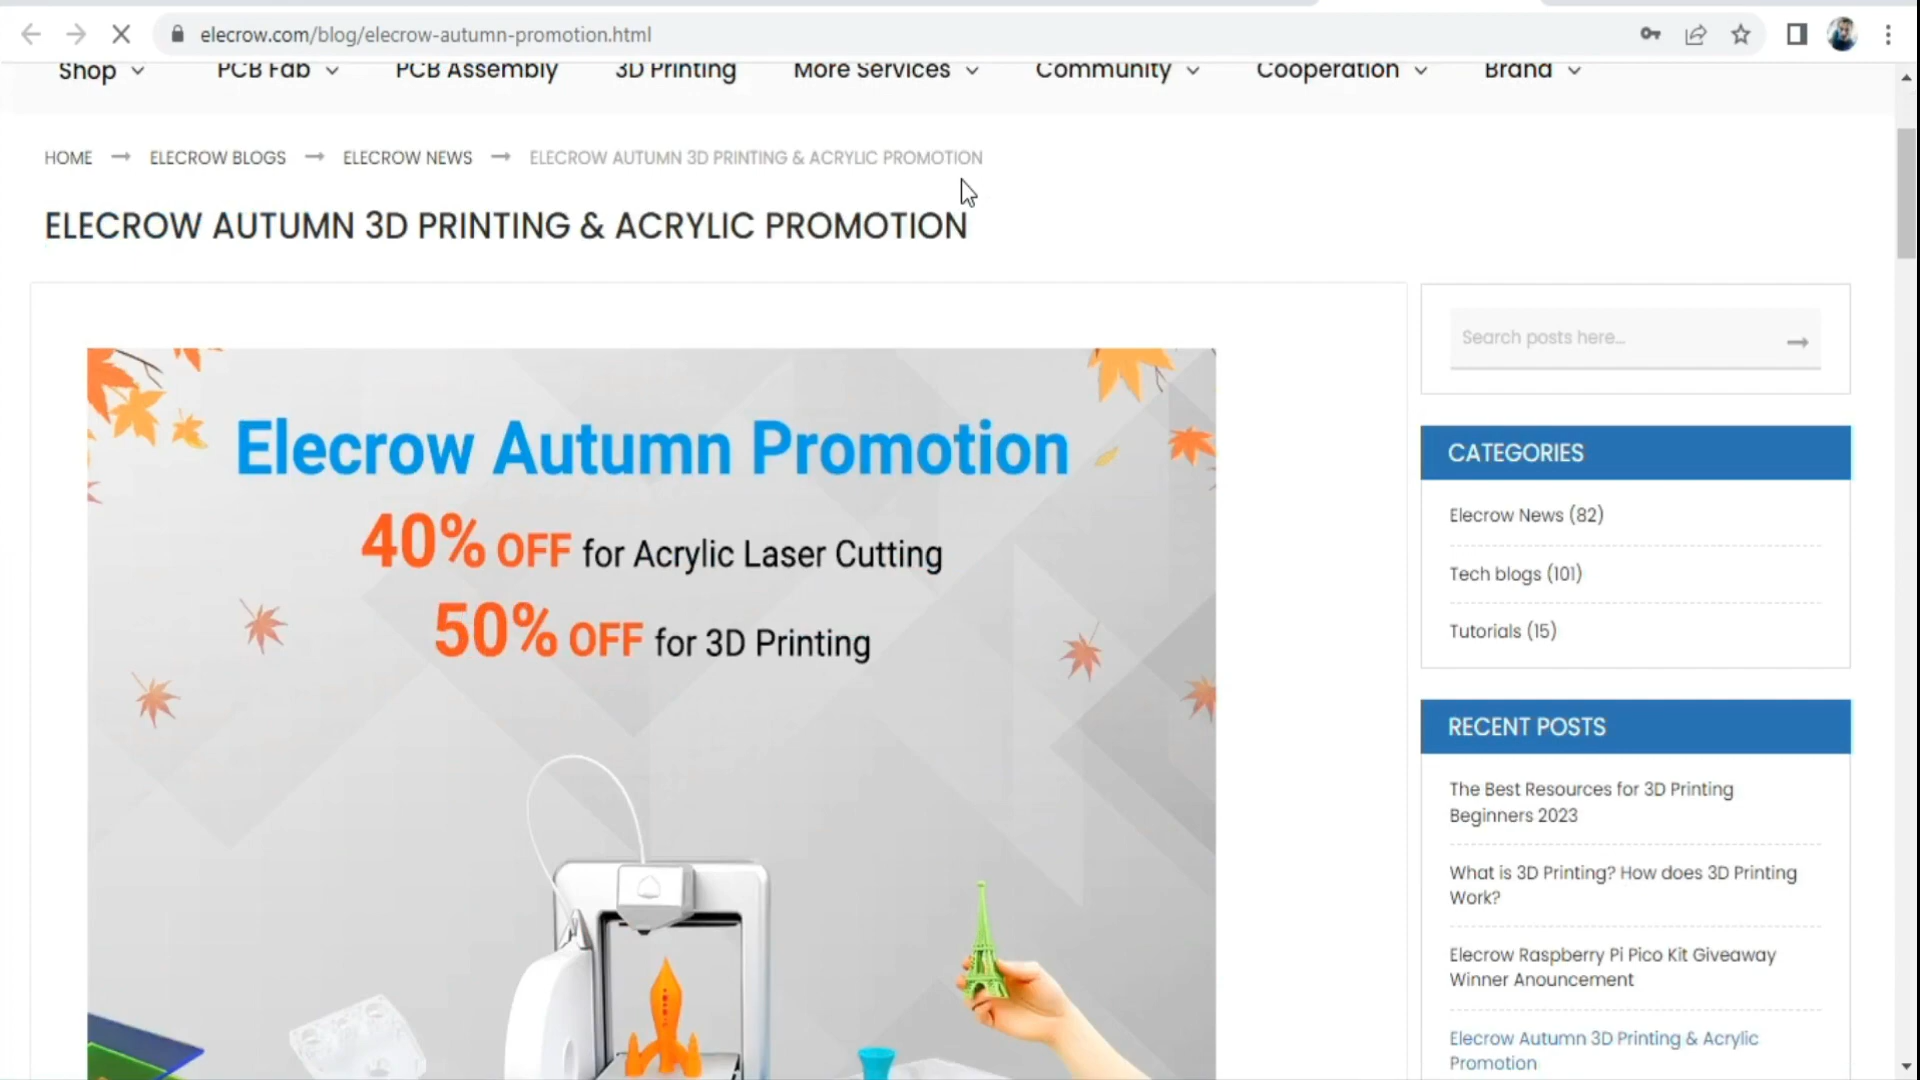 elecrow.com/blog/elecrow-autumn-promotion.html
Shop PCB Fab PCB Assembly 3D Printing More Services Community Cooperation Brand
HOME → ELECROW BLOGS → ELECROW NEWS → ELECROW AUTUMN 3D PRINTING & ACRYLIC PROMOTION
ELECROW AUTUMN 3D PRINTING & ACRYLIC PROMOTION
Elecrow Autumn Promotion
40% OFF for Acrylic Laser Cutting
50% OFF for 3D Printing
Search posts here...
CATEGORIES
Elecrow News (82)
Tech blogs (101)
Tutorials (15)
RECENT POSTS
The Best Resources for 3D Printing
Beginners 2023
What is 3D Printing? How does 3D Printing
Work?
Elecrow Raspberry Pi Pico Kit Giveaway
Winner Anouncement
Elecrow Autumn 3D Printing & Acrylic
Promotion